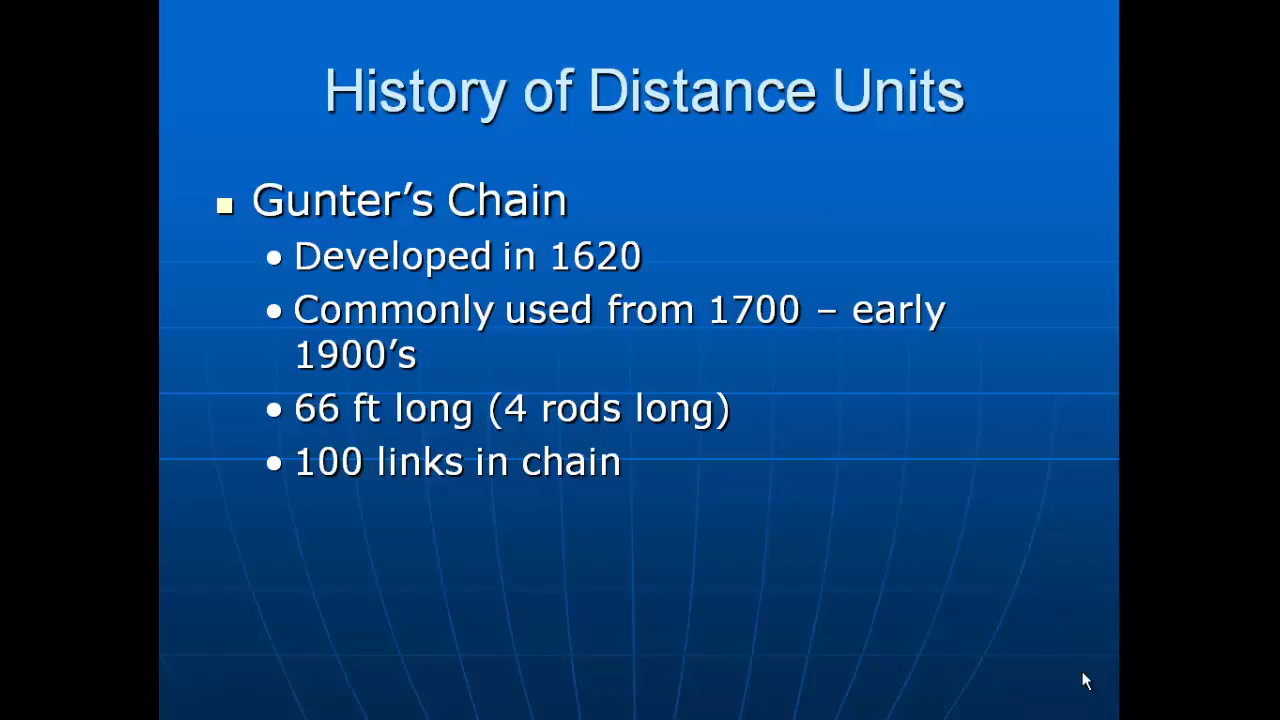 History of Distance Units
Gunter’s Chain
Developed in 1620
Commonly used from 1700 – early
1900’s
66 ft long (4 rods long)
100 links in chain